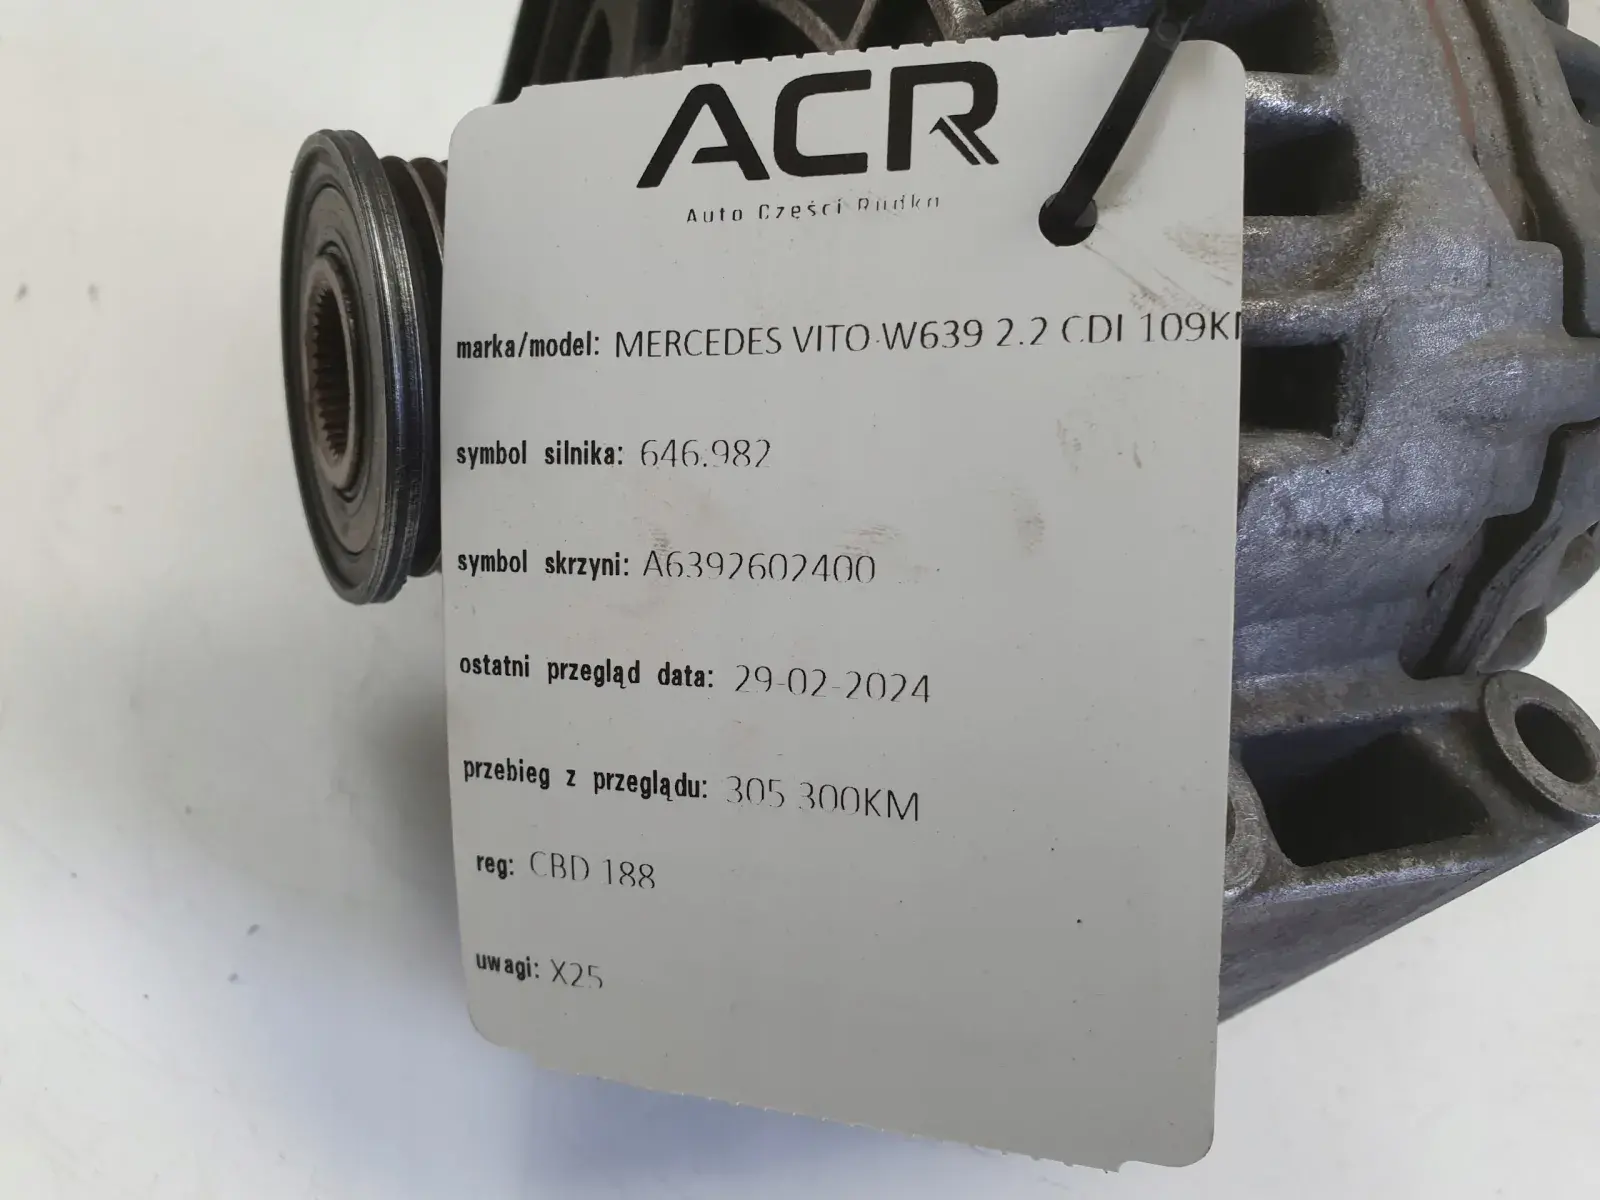 ACR
Auto Części Rudka
marka/model: MERCEDES VITO W639 2.2 CDI 109KM
symbol silnika: 646.982
symbol skrzyni: A6392602400
ostatni przegląd data: 29-02-2024
przebieg z przeglądu: 305 300KM
reg: CBD 188
uwagi: X25